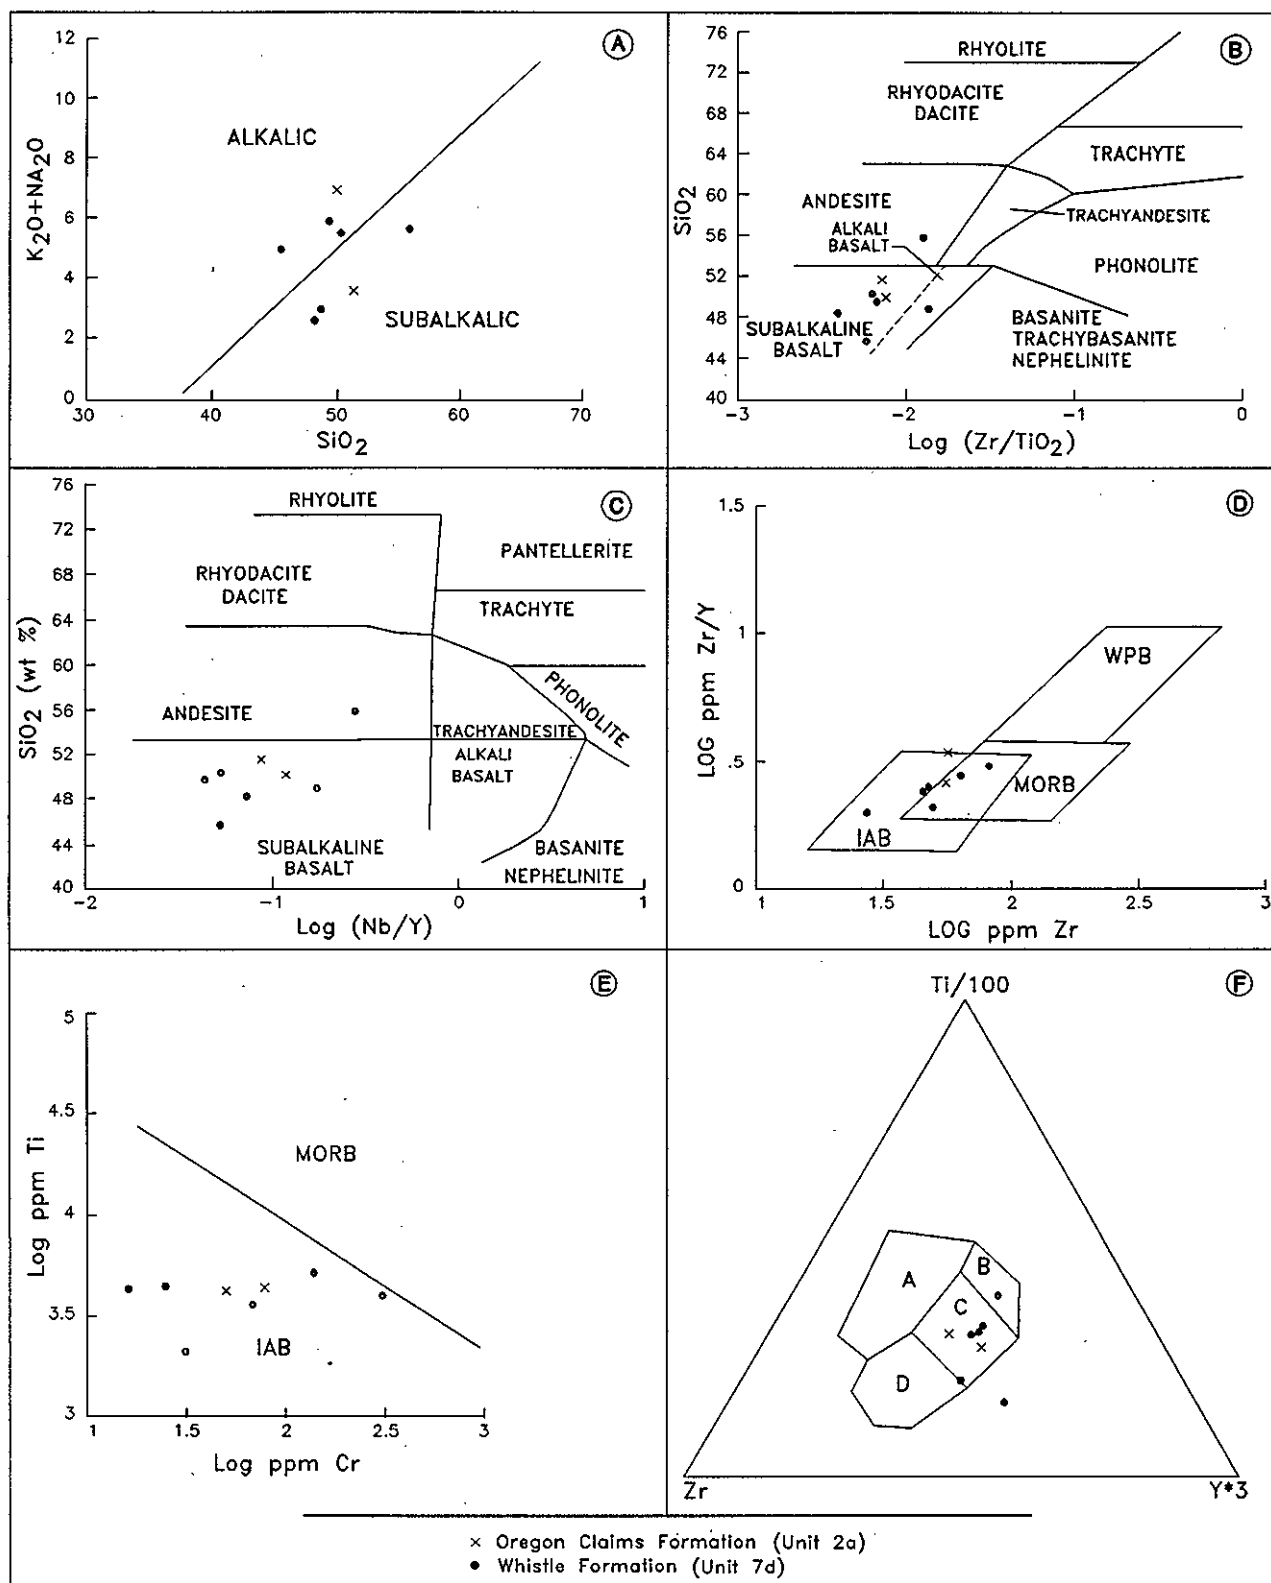 A
12
10
8
6
4
2
0
K2O+NA2O
ALKALIC
SUBALKALIC
30
40
50
60
70
SiO2
B
76
72
68
64
60
56
52
48
44
40
SiO2
RHYOLITE
RHYODACITE
DACITE
TRACHYTE
ANDESITE
TRACHYANDESITE
ALKALI
BASALT
PHONOLITE
SUBALKALINE
BASALT
BASANITE
TRACHYBASANITE
NEPHELINITE
-3
-2
-1
0
Log (Zr/TiO2)
C
76
72
68
64
60
56
52
48
44
40
SiO2 (wt %)
RHYOLITE
PANTELLERITE
RHYODACITE
DACITE
TRACHYTE
PHONOLITE
ANDESITE
TRACHYANDESITE
ALKALI
BASALT
SUBALKALINE
BASALT
BASANITE
NEPHELINITE
-2
-1
0
1
Log (Nb/Y)
D
1.5
1
.5
0
LOG ppm Zr/Y
WPB
MORB
IAB
1
1.5
2
2.5
3
LOG ppm Zr
E
5
4.5
4
3.5
3
Log ppm Ti
MORB
IAB
1
1.5
2
2.5
3
Log ppm Cr
F
Ti/100
A
B
C
D
Zr
Y*3
× Oregon Claims Formation (Unit 2a)
● Whistle Formation (Unit 7d)